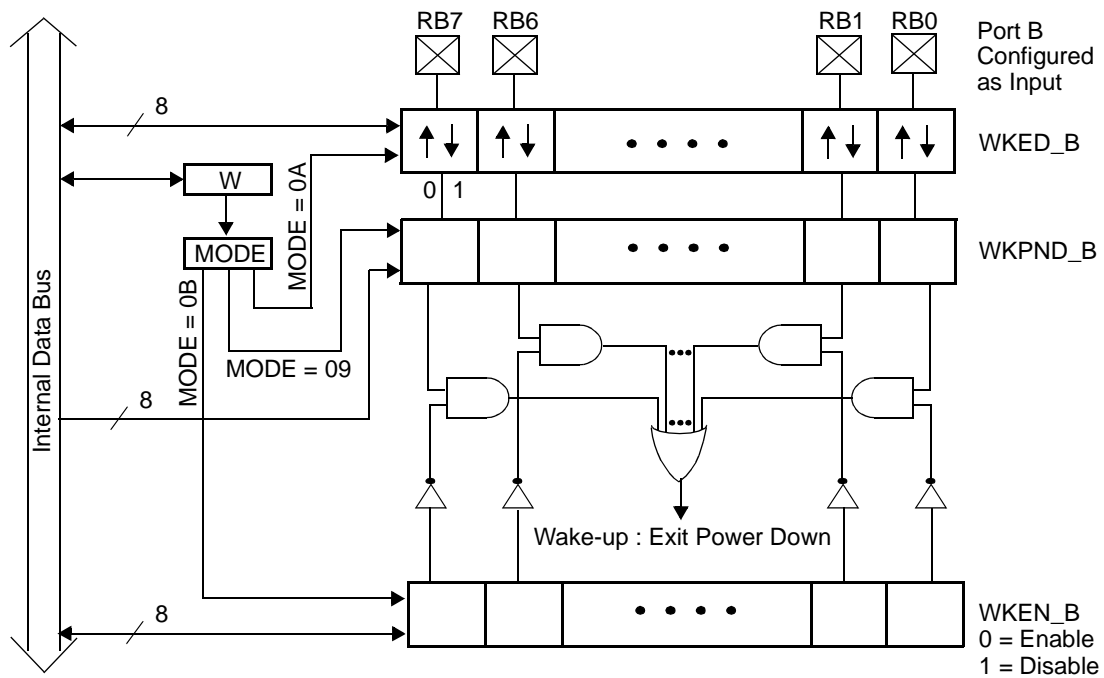 RB7
RB6
RB1
RB0
Port B
Configured
as Input
8
WKED_B
W
0 1
MODE = 0A
MODE
WKPND_B
MODE = 0B
MODE = 09
8
Internal Data Bus
Wake-up : Exit Power Down
8
WKEN_B
0 = Enable
1 = Disable